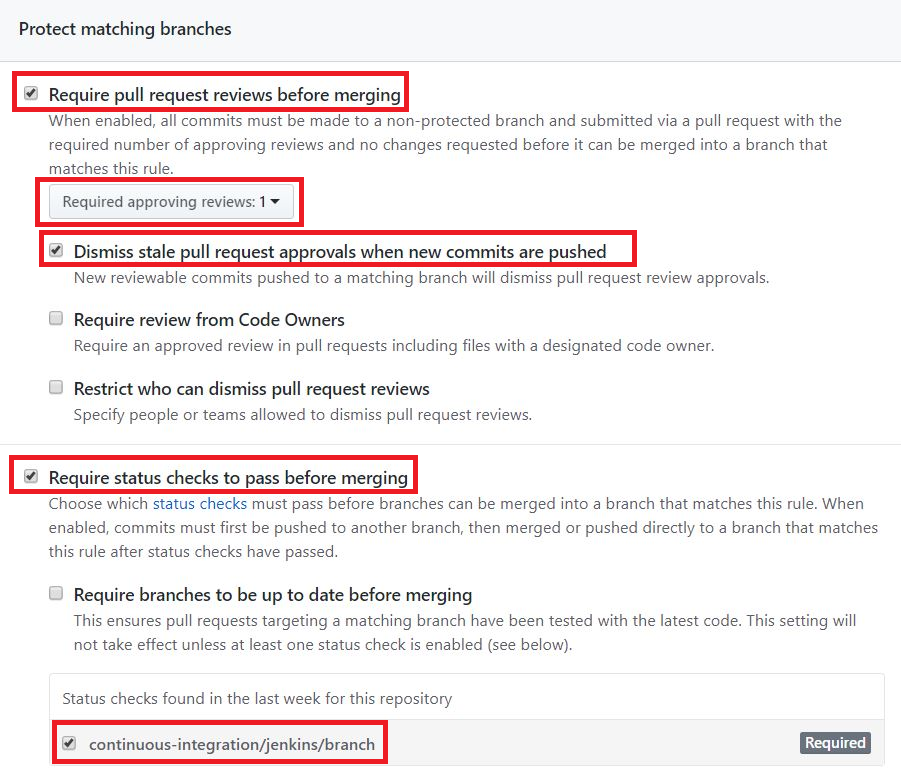 Protect matching branches
Require pull request reviews before merging
When enabled, all commits must be made to a non-protected branch and submitted via a pull request with the
required number of approving reviews and no changes requested before it can be merged into a branch that
matches this rule.
Required approving reviews: 1
Dismiss stale pull request approvals when new commits are pushed
New reviewable commits pushed to a matching branch will dismiss pull request review approvals.
Require review from Code Owners
Require an approved review in pull requests including files with a designated code owner.
Restrict who can dismiss pull request reviews
Specify people or teams allowed to dismiss pull request reviews.
Require status checks to pass before merging
Choose which status checks must pass before branches can be merged into a branch that matches this rule. When
enabled, commits must first be pushed to another branch, then merged or pushed directly to a branch that matches
this rule after status checks have passed.
Require branches to be up to date before merging
This ensures pull requests targeting a matching branch have been tested with the latest code. This setting will
not take effect unless at least one status check is enabled (see below).
Status checks found in the last week for this repository
continuous-integration/jenkins/branch Required